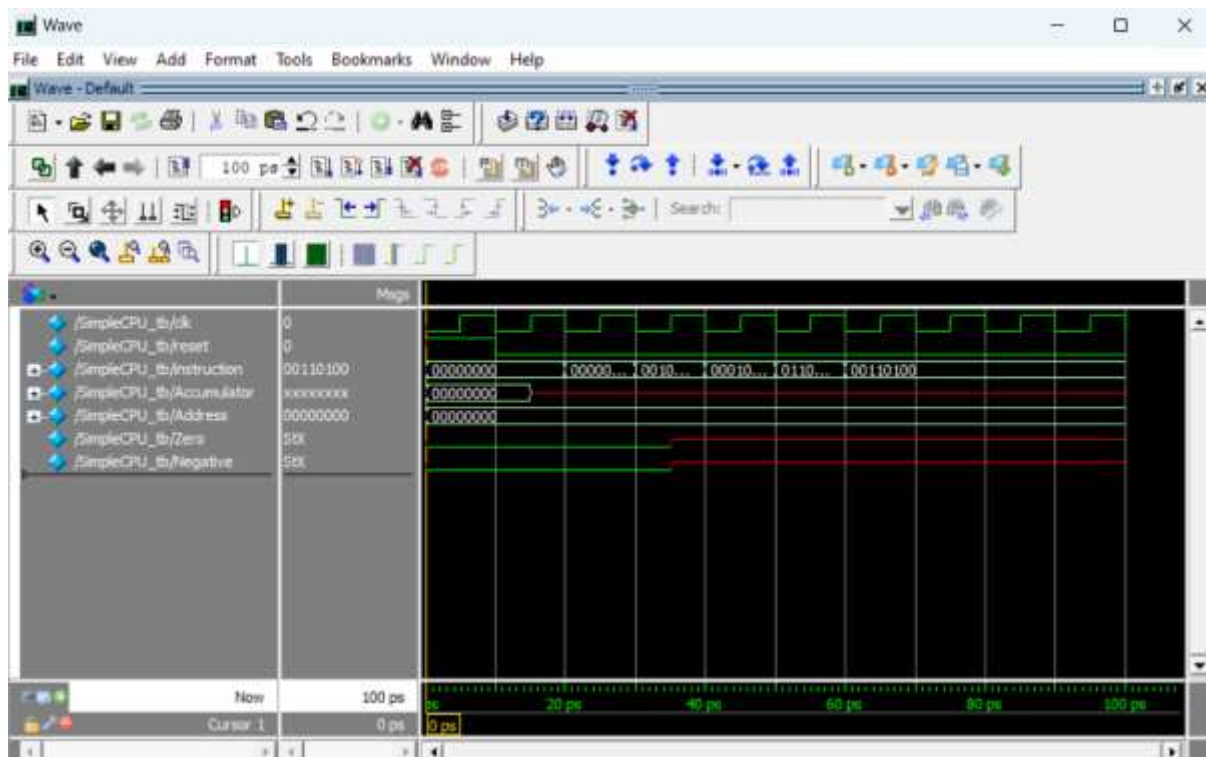 Wave
File Edit View Add Format Tools Bookmarks Window Help
Wave - Default
100 ps
Search:
Msgs
/SimpleCPU_tb/clk 0
/SimpleCPU_tb/reset 0
/SimpleCPU_tb/Instruction 00110100 00000000 00000... 0010... 00010... 0110... 00110100
/SimpleCPU_tb/Accumulator xxxxxxxx 00000000
/SimpleCPU_tb/Address 00000000 00000000
/SimpleCPU_tb/Zero StX
/SimpleCPU_tb/Negative StX
Now 100 ps 20 ps 40 ps 60 ps 80 ps 100 ps
Cursor 1 0 ps 0 ps